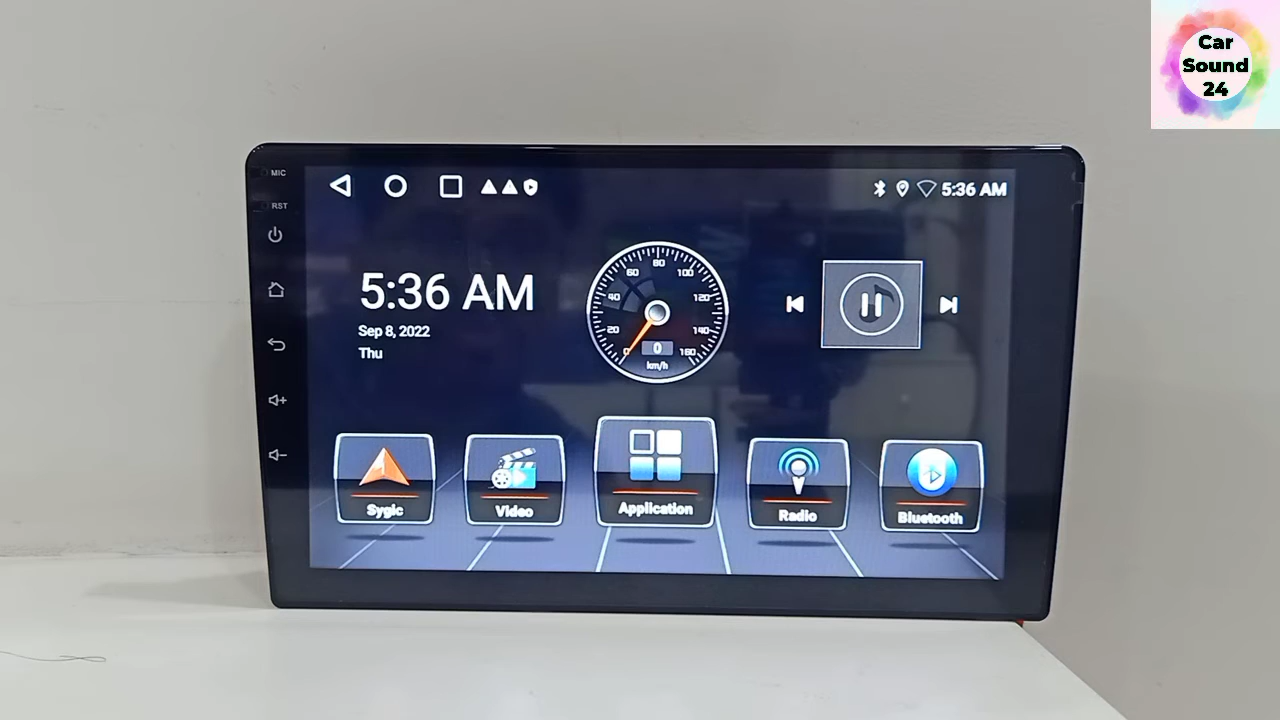 Car
Sound
24
MIC
RST
5:36 AM
5:36 AM
Sep 8, 2022
Thu
0
20
40
60
80
100
120
140
160
0
km/h
Sygic
Video
Application
Radio
Bluetooth